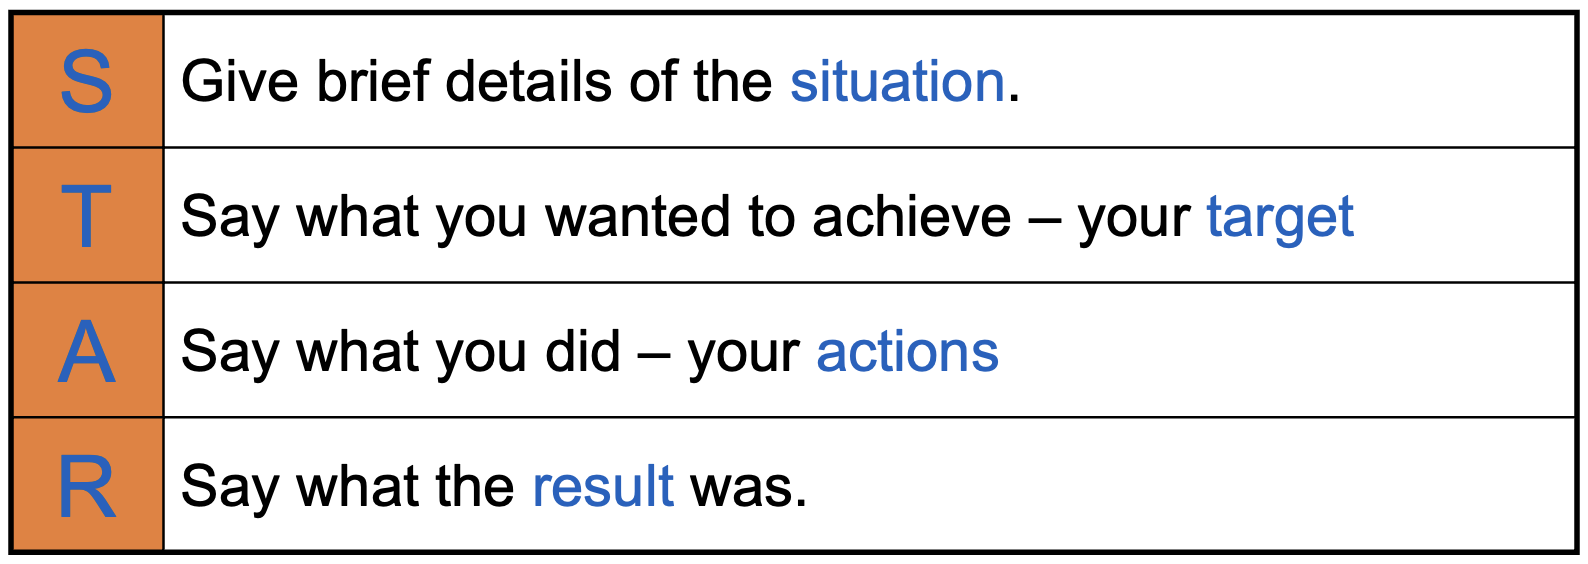 S Give brief details of the situation.
T Say what you wanted to achieve – your target
A Say what you did – your actions
R Say what the result was.